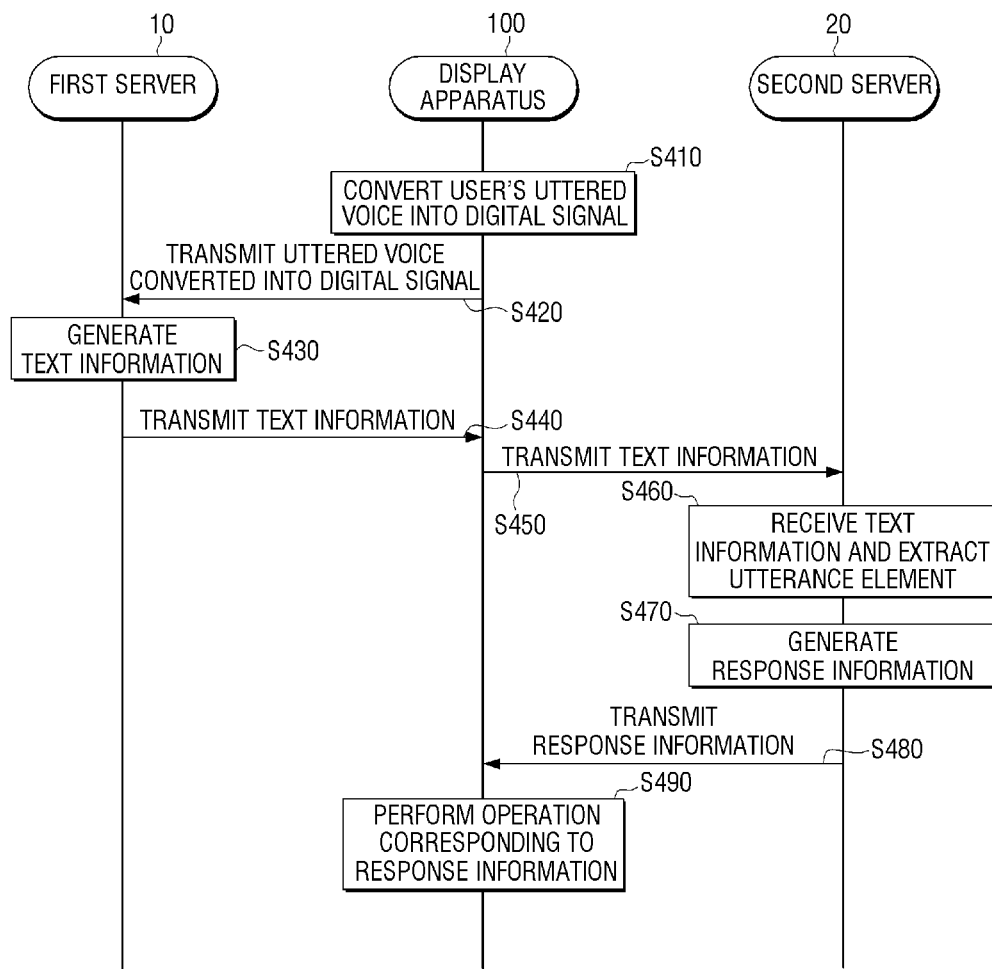 10
100
20
FIRST SERVER
DISPLAY
APPARATUS
SECOND SERVER
S410
CONVERT USER'S UTTERED
VOICE INTO DIGITAL SIGNAL
TRANSMIT UTTERED VOICE
CONVERTED INTO DIGITAL SIGNAL
S420
GENERATE
TEXT INFORMATION
S430
TRANSMIT TEXT INFORMATION
S440
TRANSMIT TEXT INFORMATION
S450
S460
RECEIVE TEXT
INFORMATION AND EXTRACT
UTTERANCE ELEMENT
S470
GENERATE
RESPONSE INFORMATION
TRANSMIT
RESPONSE INFORMATION
S480
S490
PERFORM OPERATION
CORRESPONDING TO
RESPONSE INFORMATION